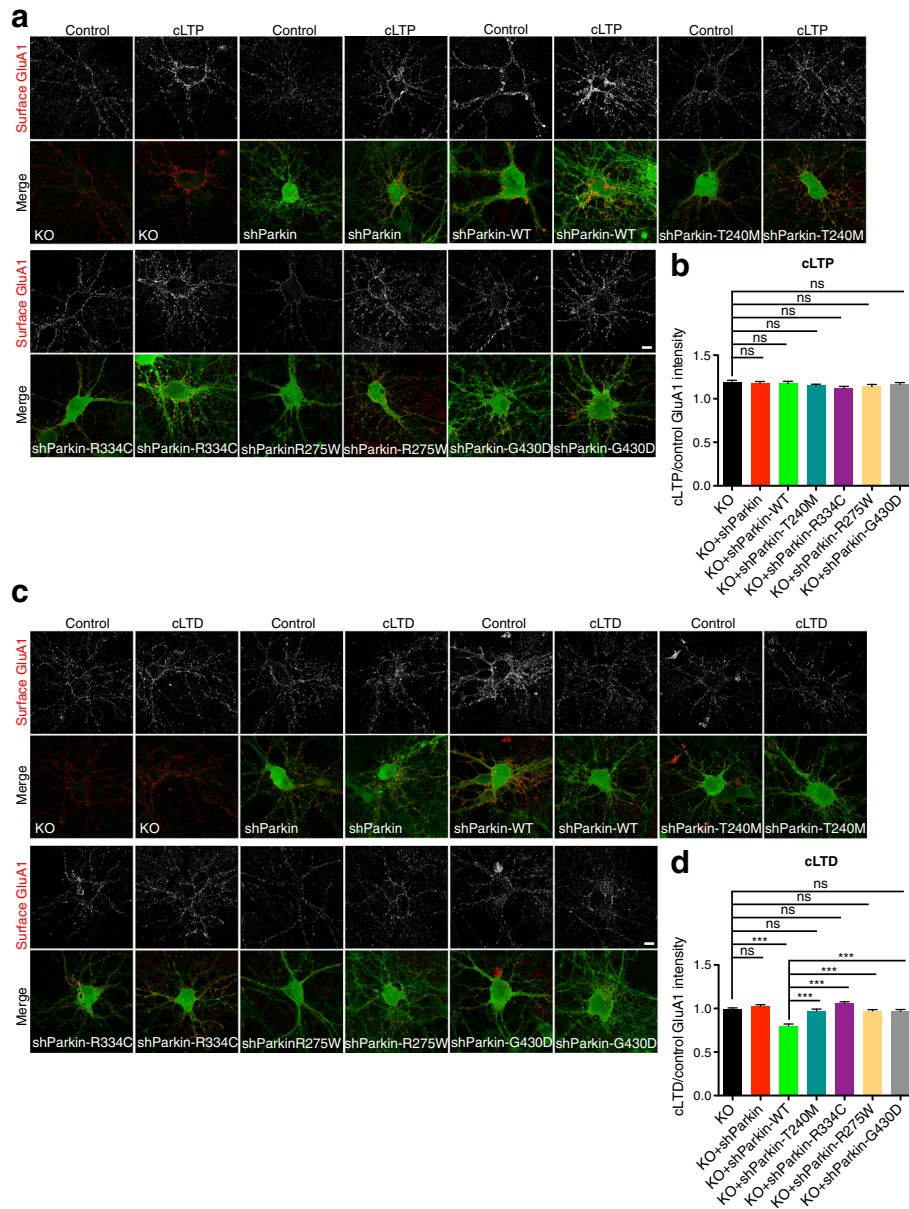 a
Control cLTP Control cLTP Control cLTP Control cLTP
Surface GluA1
Merge
KO KO shParkin shParkin shParkin-WT shParkin-WT shParkin-T240M shParkin-T240M
Surface GluA1
Merge
shParkin-R334C shParkin-R334C shParkinR275W shParkin-R275W shParkin-G430D shParkin-G430D
b
cLTP
ns
ns
ns
ns
ns
ns
cLTP/control GluA1 intensity
1.5
1.0
0.5
0.0
KO
KO+shParkin
KO+shParkin-WT
KO+shParkin-T240M
KO+shParkin-R334C
KO+shParkin-R275W
KO+shParkin-G430D
c
Control cLTD Control cLTD Control cLTD Control cLTD
Surface GluA1
Merge
KO KO shParkin shParkin shParkin-WT shParkin-WT shParkin-T240M shParkin-T240M
Surface GluA1
Merge
shParkin-R334C shParkin-R334C shParkinR275W shParkin-R275W shParkin-G430D shParkin-G430D
d
cLTD
ns
ns
ns
ns
*** ***
ns ***
***
***
cLTD/control GluA1 intensity
1.5
1.0
0.5
0.0
KO
KO+shParkin
KO+shParkin-WT
KO+shParkin-T240M
KO+shParkin-R334C
KO+shParkin-R275W
KO+shParkin-G430D